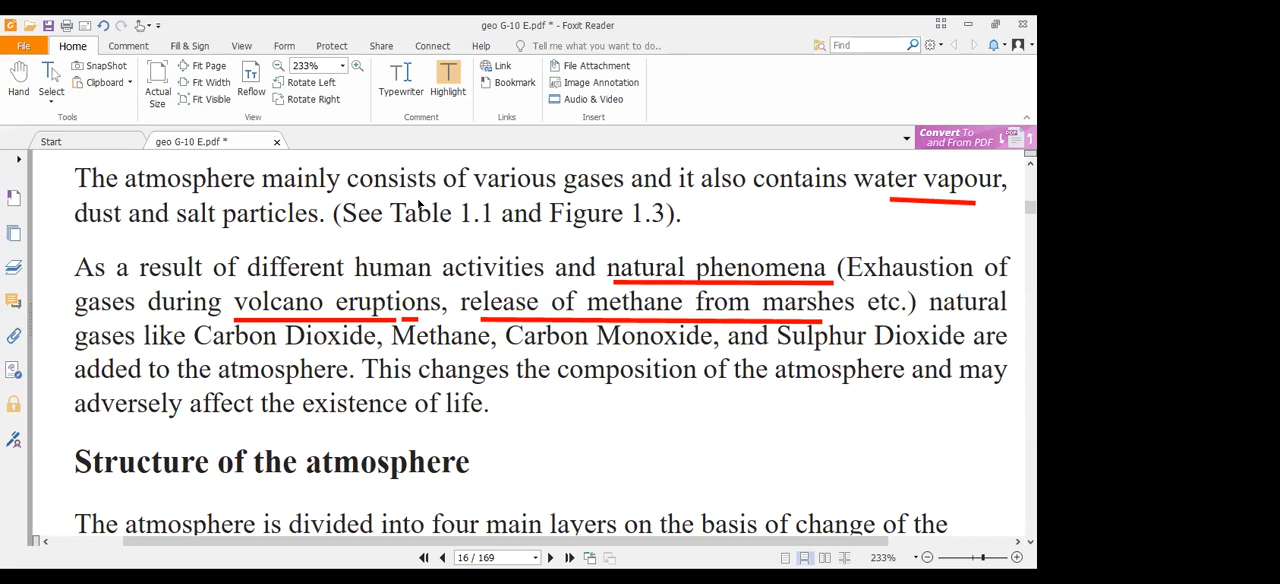 geo G-10 E.pdf * - Foxit Reader
File Home Comment Fill & Sign View Form Protect Share Connect Help Tell me what you want to do.. Find
Hand Select SnapShot Clipboard Actual Size Fit Page Fit Width Fit Visible Reflow 233% Rotate Left Rotate Right Typewriter Highlight Link Bookmark File Attachment Image Annotation Audio & Video
Tools View Comment Links Insert
Start geo G-10 E.pdf * Convert To and From PDF
The atmosphere mainly consists of various gases and it also contains water vapour,
dust and salt particles. (See Table 1.1 and Figure 1.3).
As a result of different human activities and natural phenomena (Exhaustion of
gases during volcano eruptions, release of methane from marshes etc.) natural
gases like Carbon Dioxide, Methane, Carbon Monoxide, and Sulphur Dioxide are
added to the atmosphere. This changes the composition of the atmosphere and may
adversely affect the existence of life.
Structure of the atmosphere
The atmosphere is divided into four main layers on the basis of change of the
16 / 169 233%